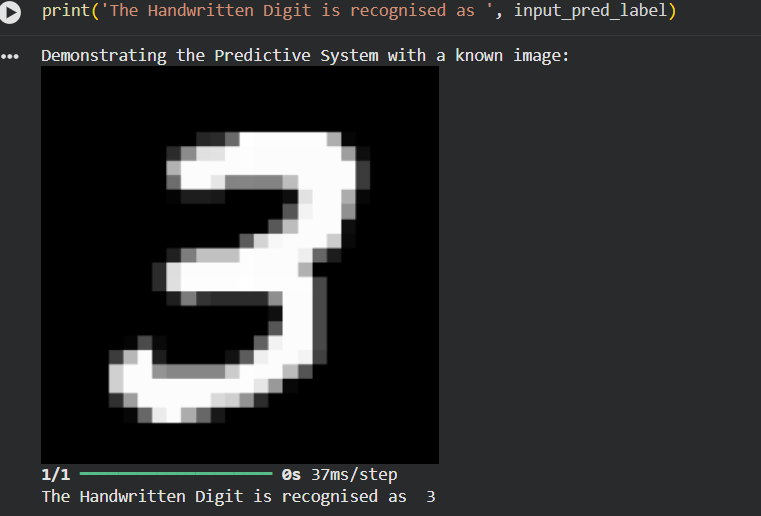 print('The Handwritten Digit is recognised as ', input_pred_label)
Demonstrating the Predictive System with a known image:
3
1/1 ━━━━━━━━━━━━━━━━━━━━ 0s 37ms/step
The Handwritten Digit is recognised as  3